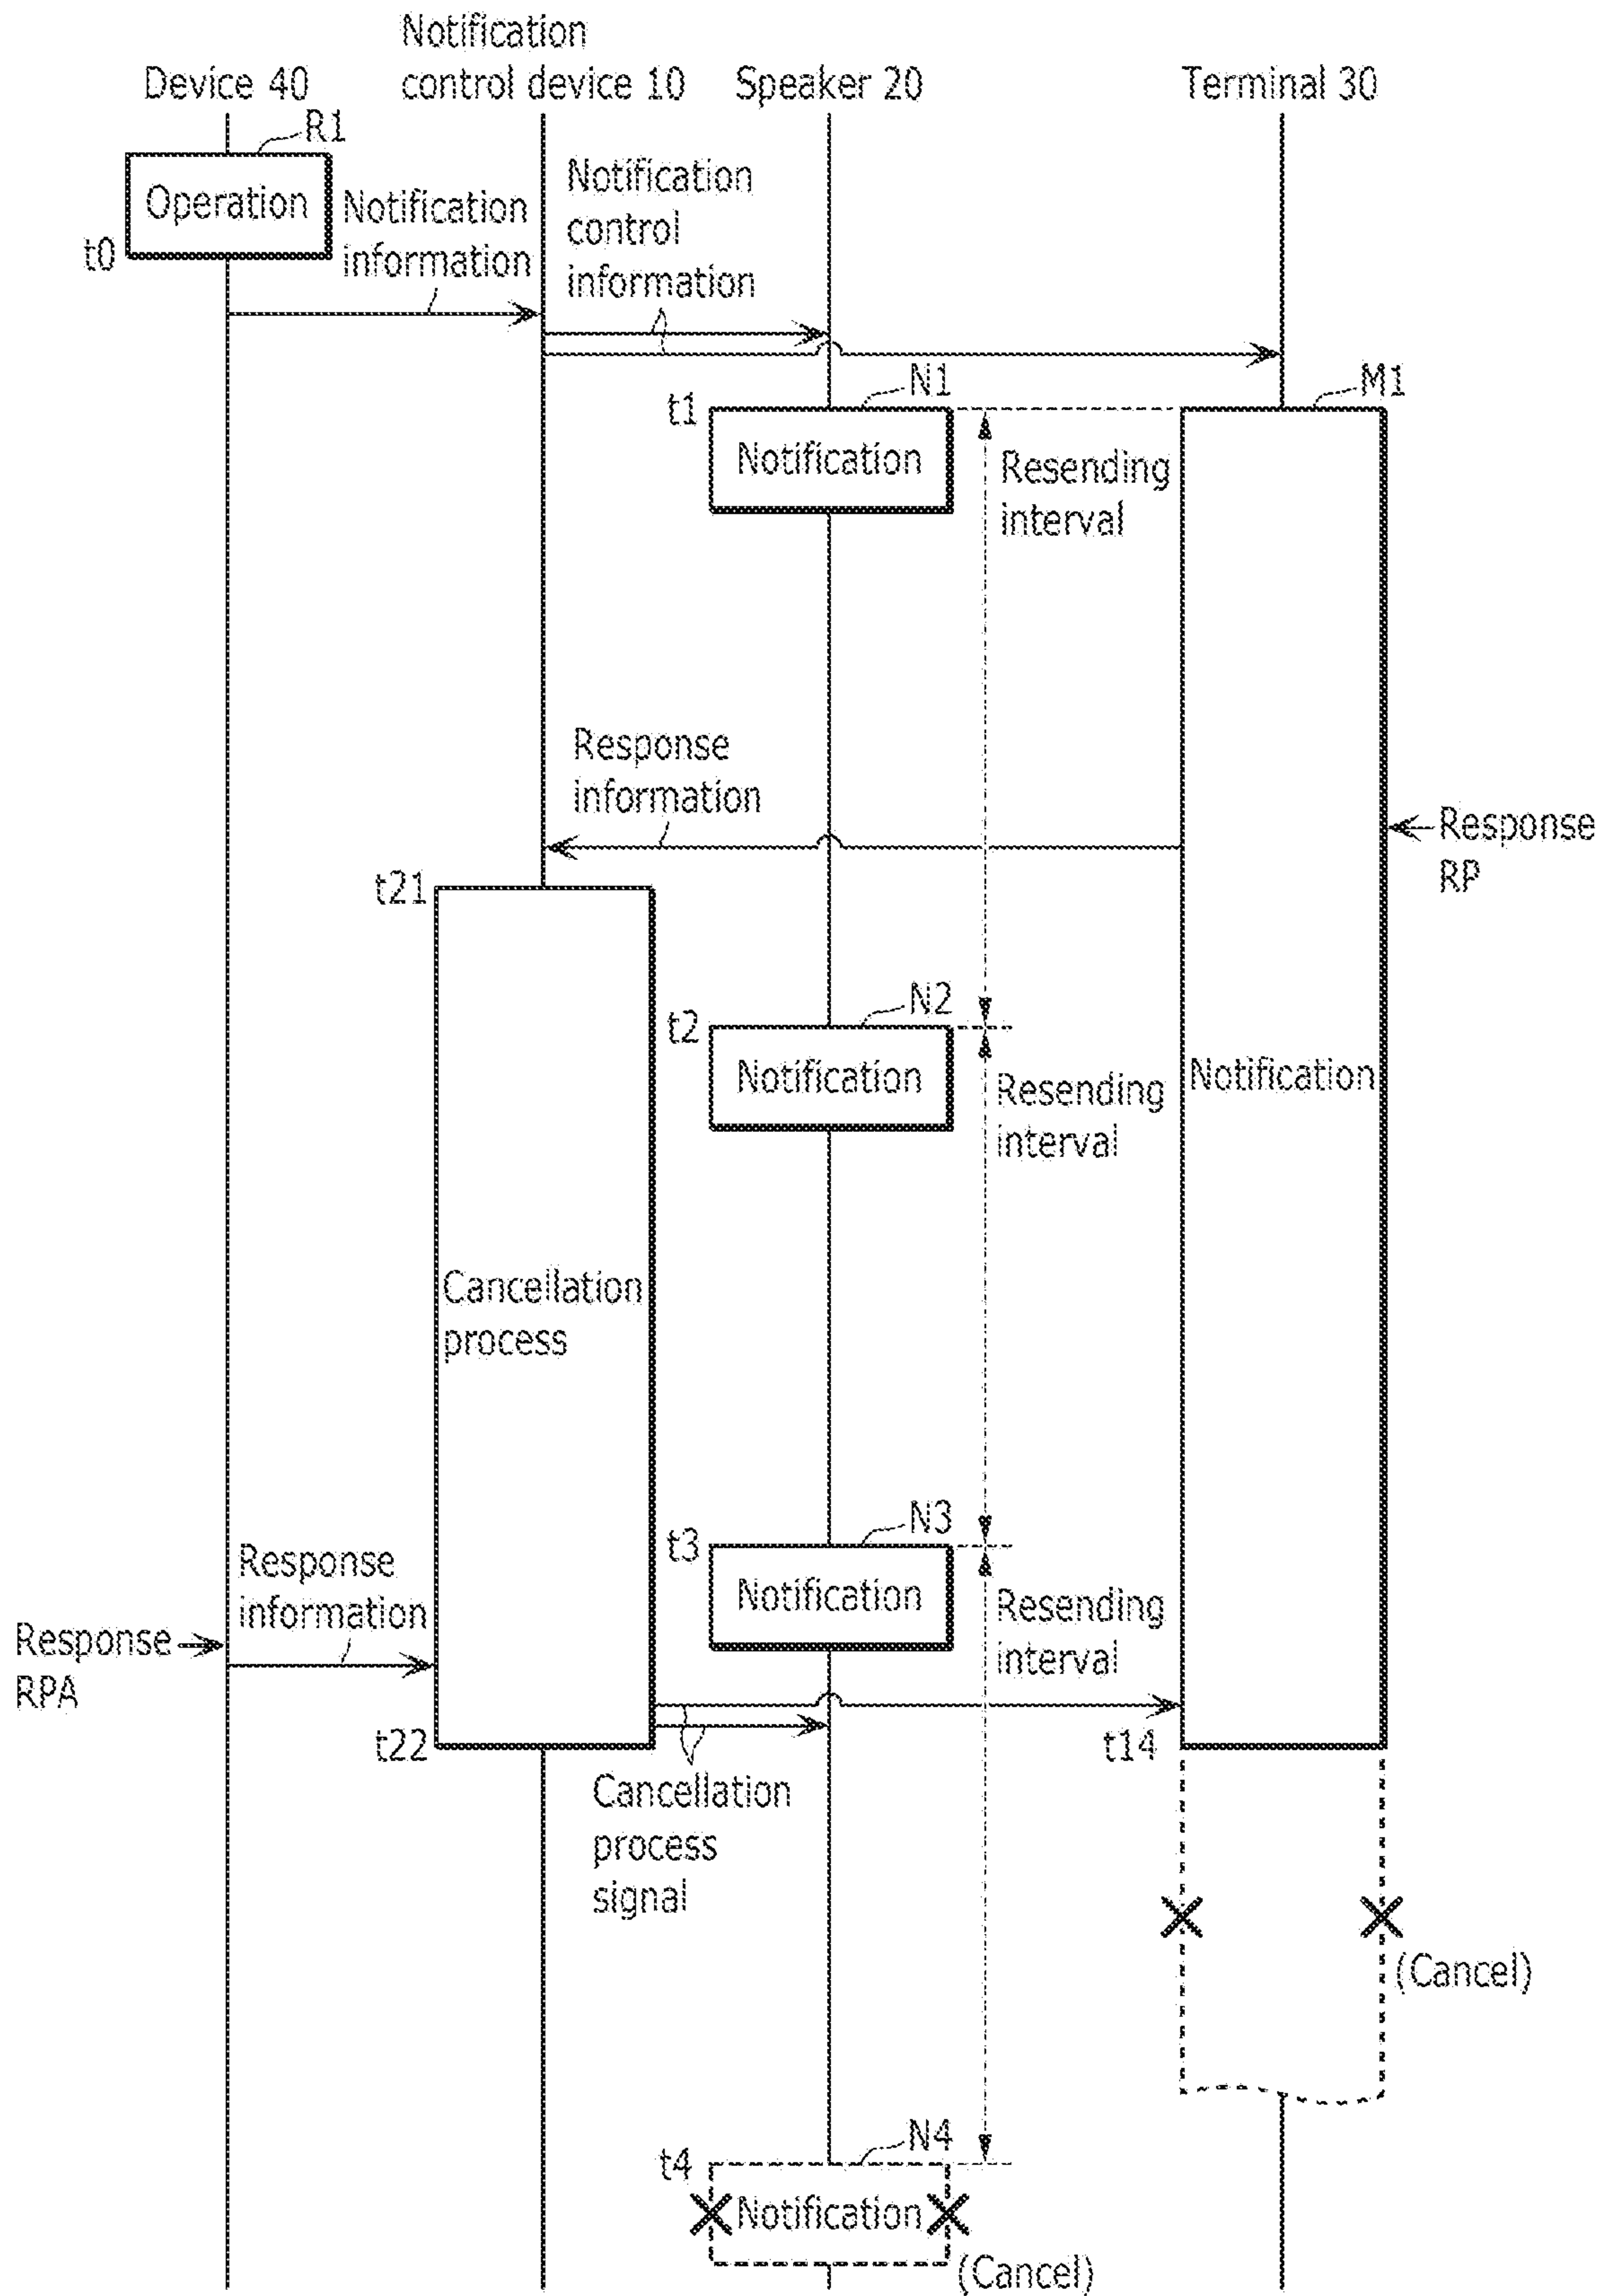 Notification
Device 40
control device 10
Speaker 20
Terminal 30
R1
Operation
t0
Notification
information
Notification
control
information
N1
M1
t1
Notification
Resending
interval
Response
information
Response
RP
t21
N2
t2
Notification
Resending
interval
Notification
Cancellation
process
N3
t3
Notification
Resending
interval
Response
information
Response
RPA
t22
t14
Cancellation
process
signal
(Cancel)
N4
t4
Notification
(Cancel)